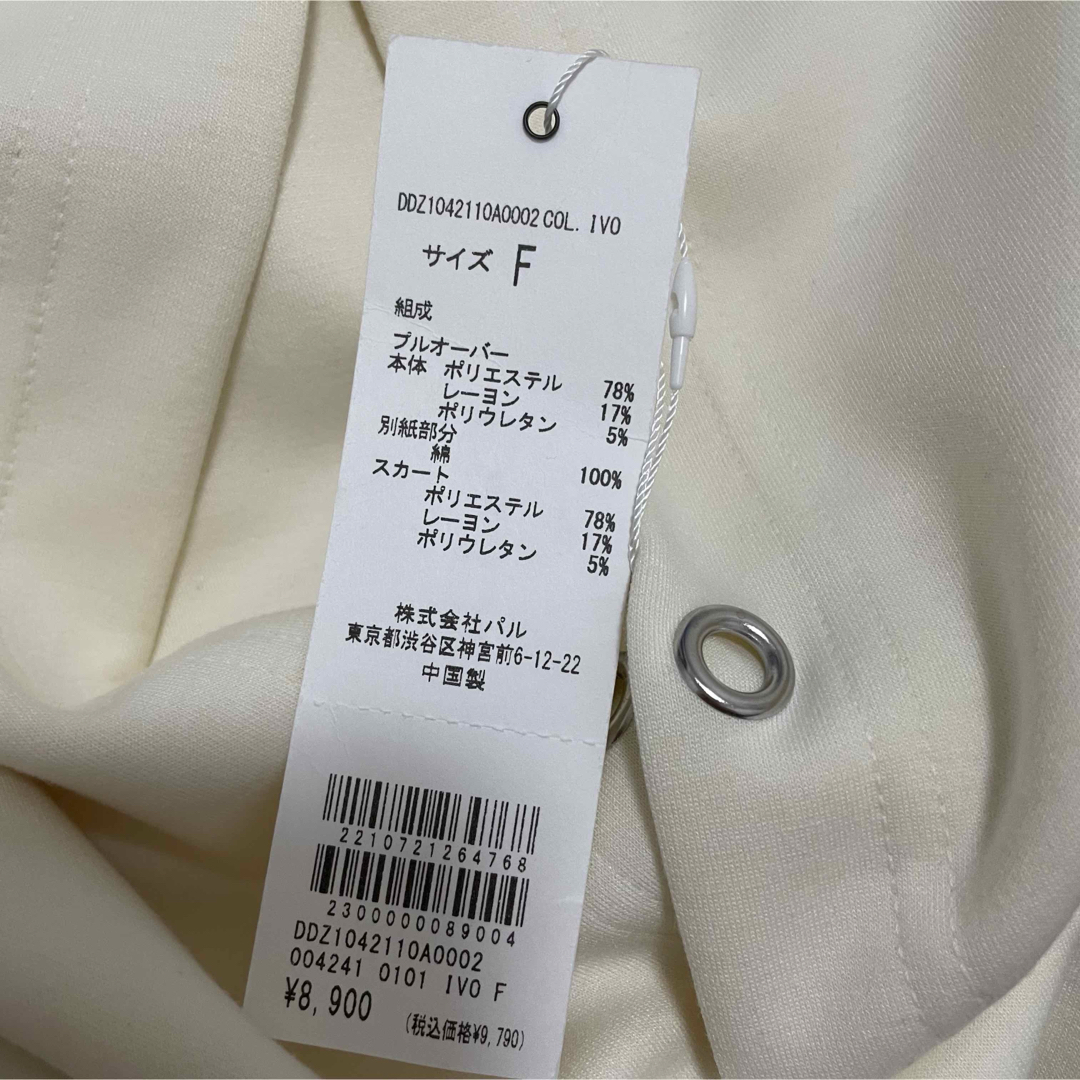 DDZ1042110A0002 COL. IVO
サイズ F
組成
プルオーバー
本体 ポリエステル 78%
レーヨン 17%
ポリウレタン 5%
別紙部分
綿 100%
スカート
ポリエステル 78%
レーヨン 17%
ポリウレタン 5%
株式会社パル
東京都渋谷区神宮前6-12-22
中国製
2210721264768
2300000089004
DDZ1042110A0002
004241 0101 IVO F
¥8,900
(税込価格¥9,790)